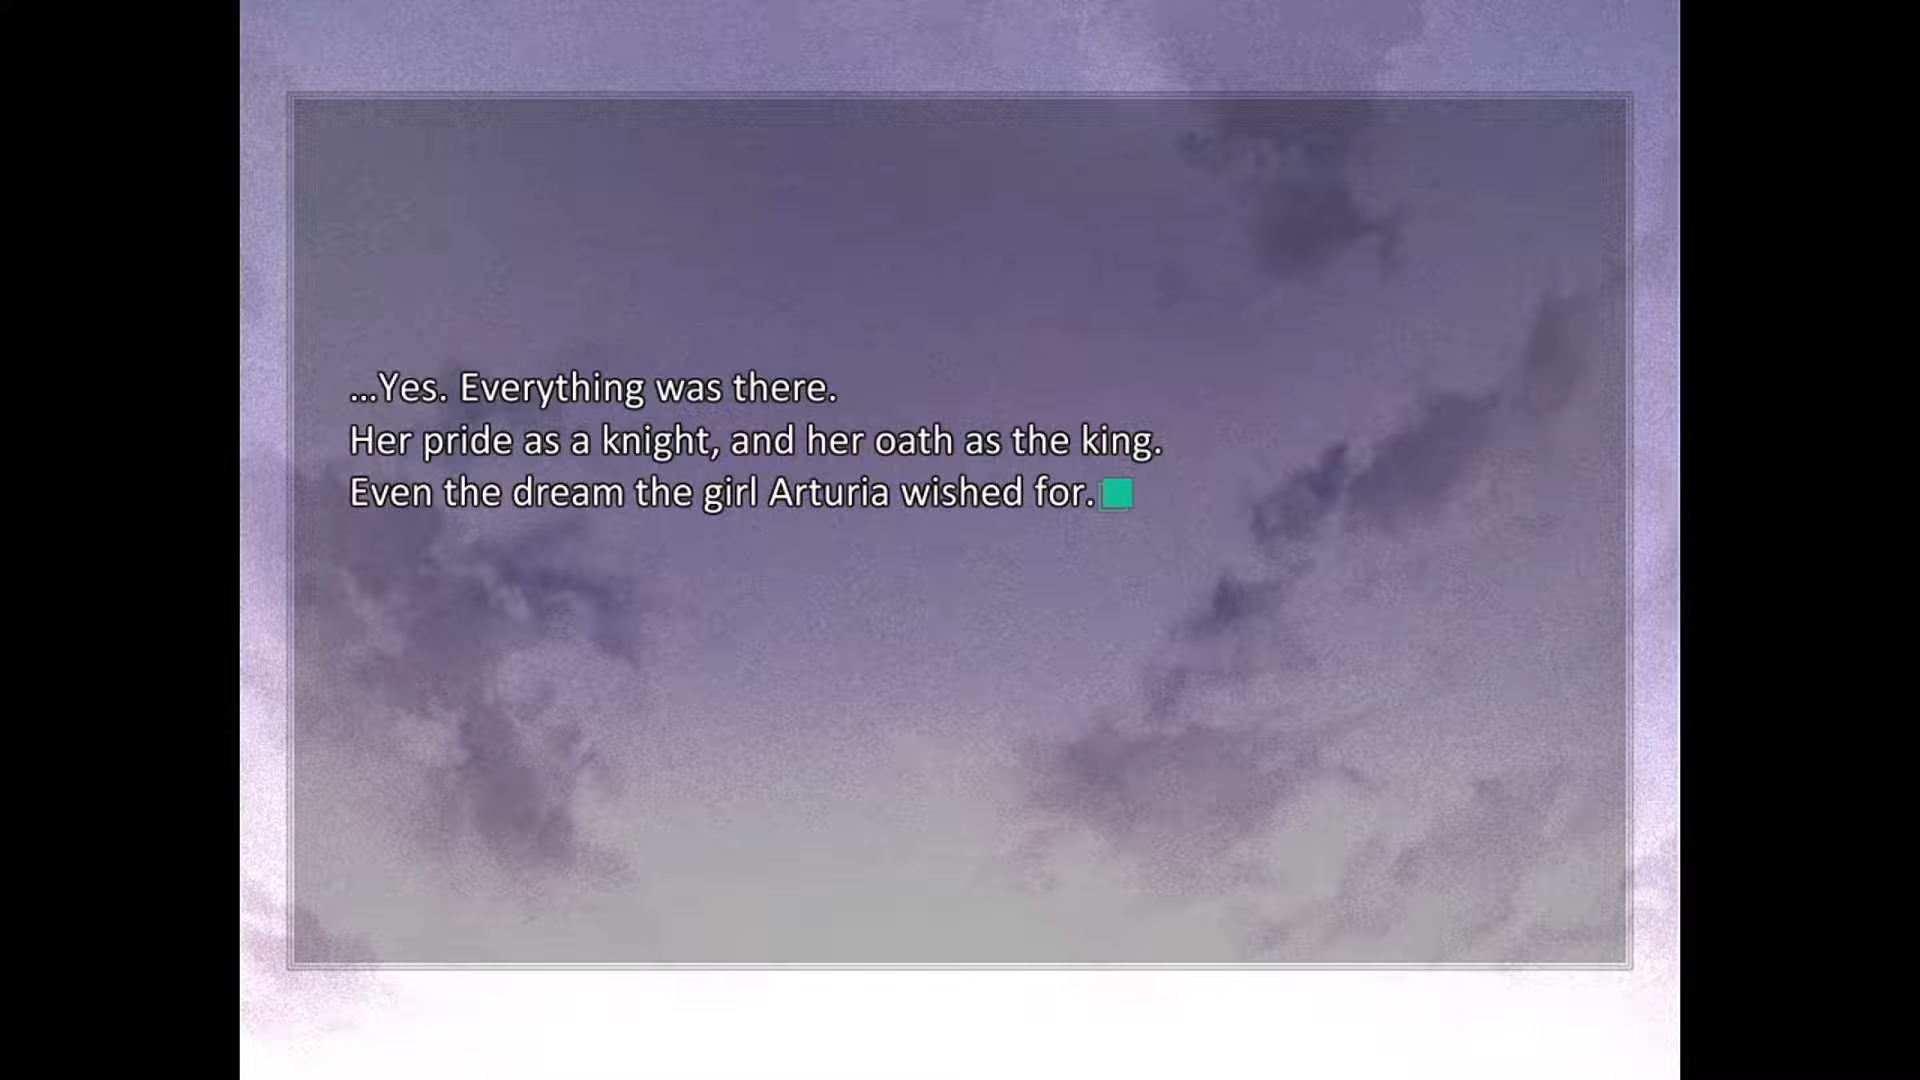 ...Yes. Everything was there.
Her pride as a knight, and her oath as the king.
Even the dream the girl Arturia wished for.